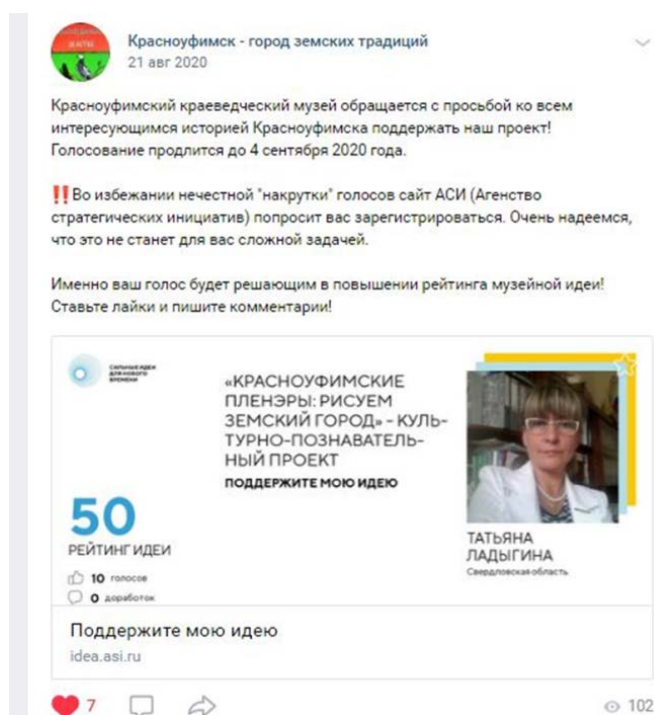 Красноуфимск - город земских традиций
21 авг 2020
Красноуфимский краеведческий музей обращается с просьбой ко всем
интересующимся историей Красноуфимска поддержать наш проект!
Голосование продлится до 4 сентября 2020 года.
‼Во избежании нечестной "накрутки" голосов сайт АСИ (Агенство
стратегических инициатив) попросит вас зарегистрироваться. Очень надеемся,
что это не станет для вас сложной задачей.
Именно ваш голос будет решающим в повышении рейтинга музейной идеи!
Ставьте лайки и пишите комментарии!
СИЛЬНЫЕ ИДЕИ
ДЛЯ НОВОГО
ВРЕМЕНИ
«КРАСНОУФИМСКИЕ
ПЛЕНЭРЫ: РИСУЕМ
ЗЕМСКИЙ ГОРОД» - КУЛЬ-
ТУРНО-ПОЗНАВАТЕЛЬ-
НЫЙ ПРОЕКТ
ПОДДЕРЖИТЕ МОЮ ИДЕЮ
50
РЕЙТИНГ ИДЕИ
10 голосов
0 доработок
ТАТЬЯНА
ЛАДЫГИНА
Свердловская область
Поддержите мою идею
idea.asi.ru
7
102